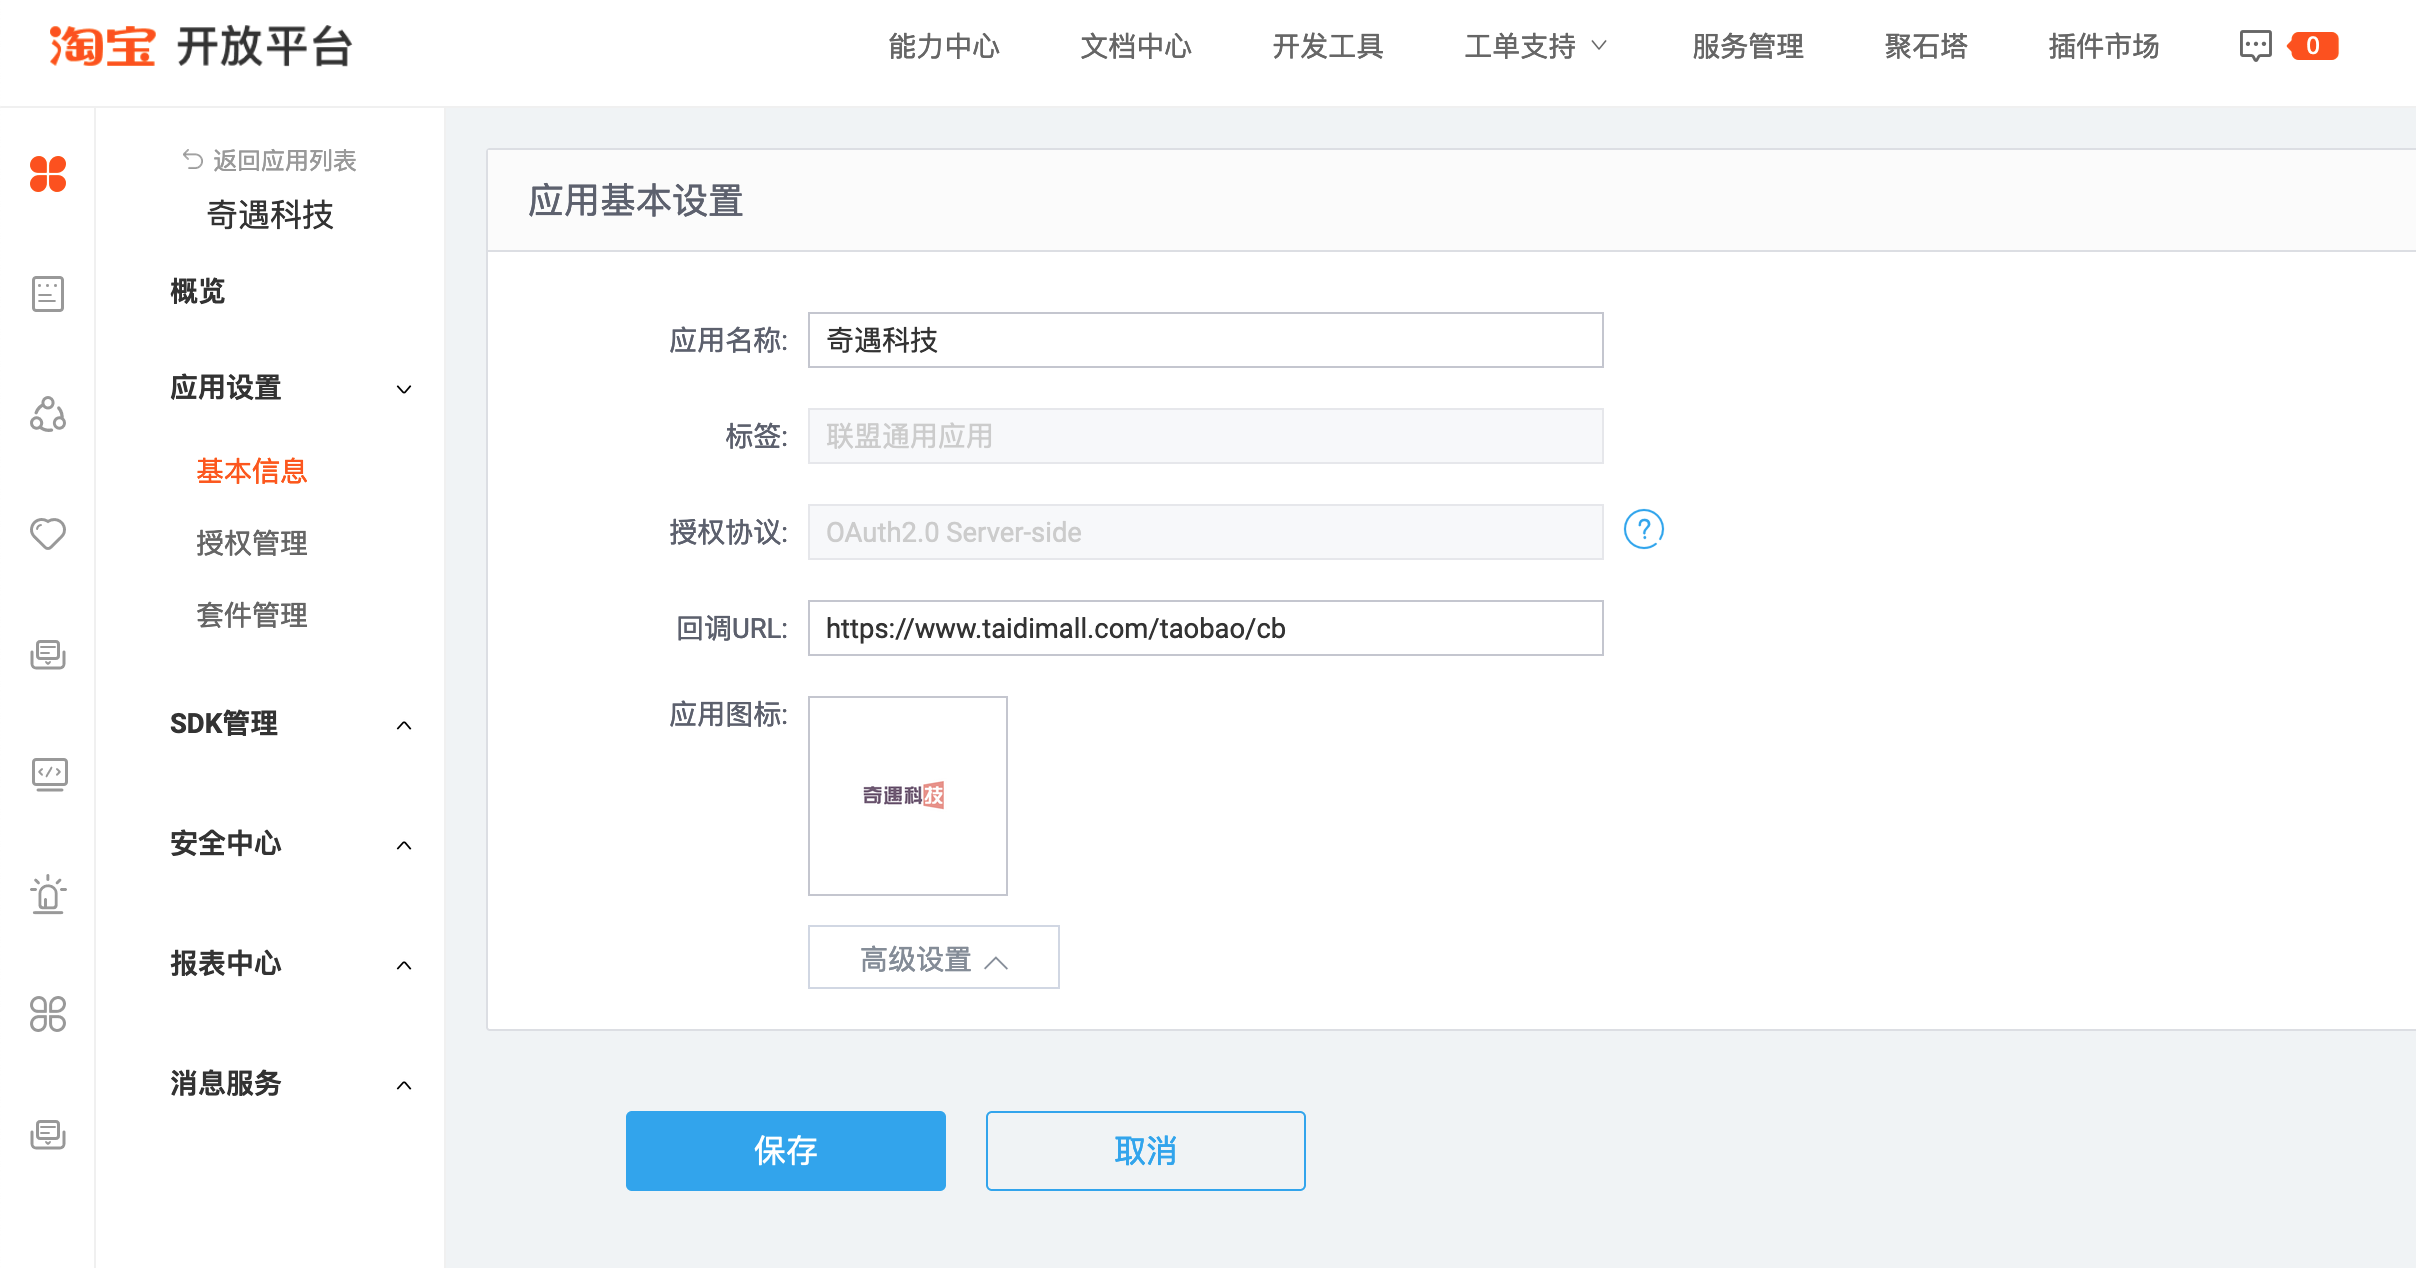 淘宝 开放平台
能力中心 文档中心 开发工具 工单支持 服务管理 聚石塔 插件市场 0
返回应用列表
奇遇科技
概览
应用设置
基本信息
授权管理
套件管理
SDK管理
安全中心
报表中心
消息服务
应用基本设置
应用名称: 奇遇科技
标签: 联盟通用应用
授权协议: OAuth2.0 Server-side ?
回调URL: https://www.taidimall.com/taobao/cb
应用图标: 奇遇科技
高级设置
保存 取消